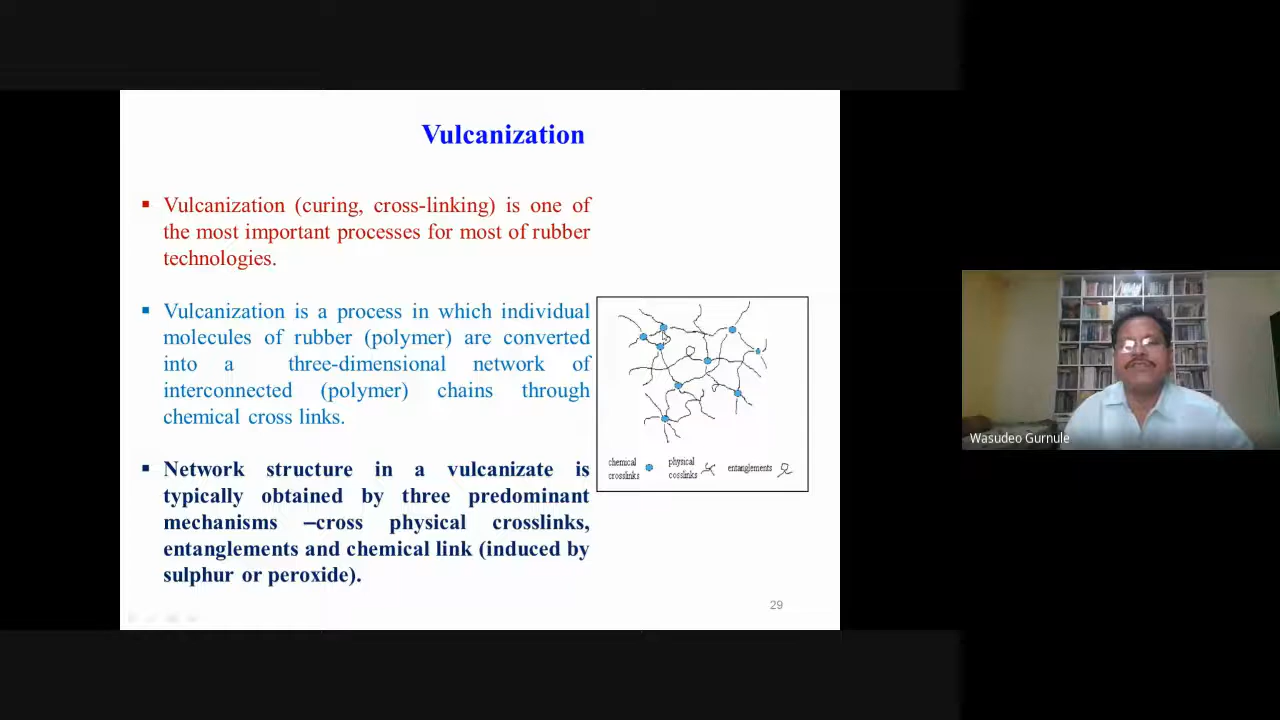 Vulcanization
▪ Vulcanization (curing, cross-linking) is one of
the most important processes for most of rubber
technologies.
▪ Vulcanization is a process in which individual
molecules of rubber (polymer) are converted
into a three-dimensional network of
interconnected (polymer) chains through
chemical cross links.
▪ Network structure in a vulcanizate is
typically obtained by three predominant
mechanisms –cross physical crosslinks,
entanglements and chemical link (induced by
sulphur or peroxide).
chemical
crosslinks
physical
cosslinks
entanglements
29
Wasudeo Gurnule